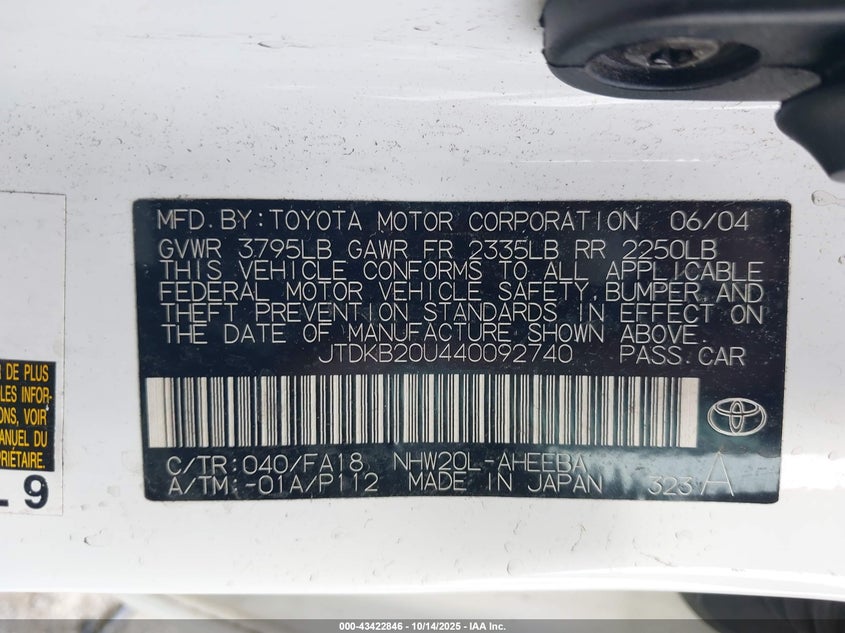 MFD. BY: TOYOTA MOTOR CORPORATION 06/04
GVWR 3795LB GAWR FR 2335LB RR 2250LB
THIS VEHICLE CONFORMS TO ALL APPLICABLE
FEDERAL MOTOR VEHICLE SAFETY, BUMPER, AND
THEFT PREVENTION STANDARDS IN EFFECT ON
THE DATE OF MANUFACTURE SHOWN ABOVE.
JTDKB20U440092740 PASS. CAR
C/TR: 040/FA18 NHW20L-AHEEBA
A/TM: -01A/P112 MADE IN JAPAN 323 A
DE PLUS
LES INFOR-
ONS, VOIR
MANUEL DU
PRIÉTAIRE.
L9
000-43422846 - 10/14/2025 - IAA Inc.